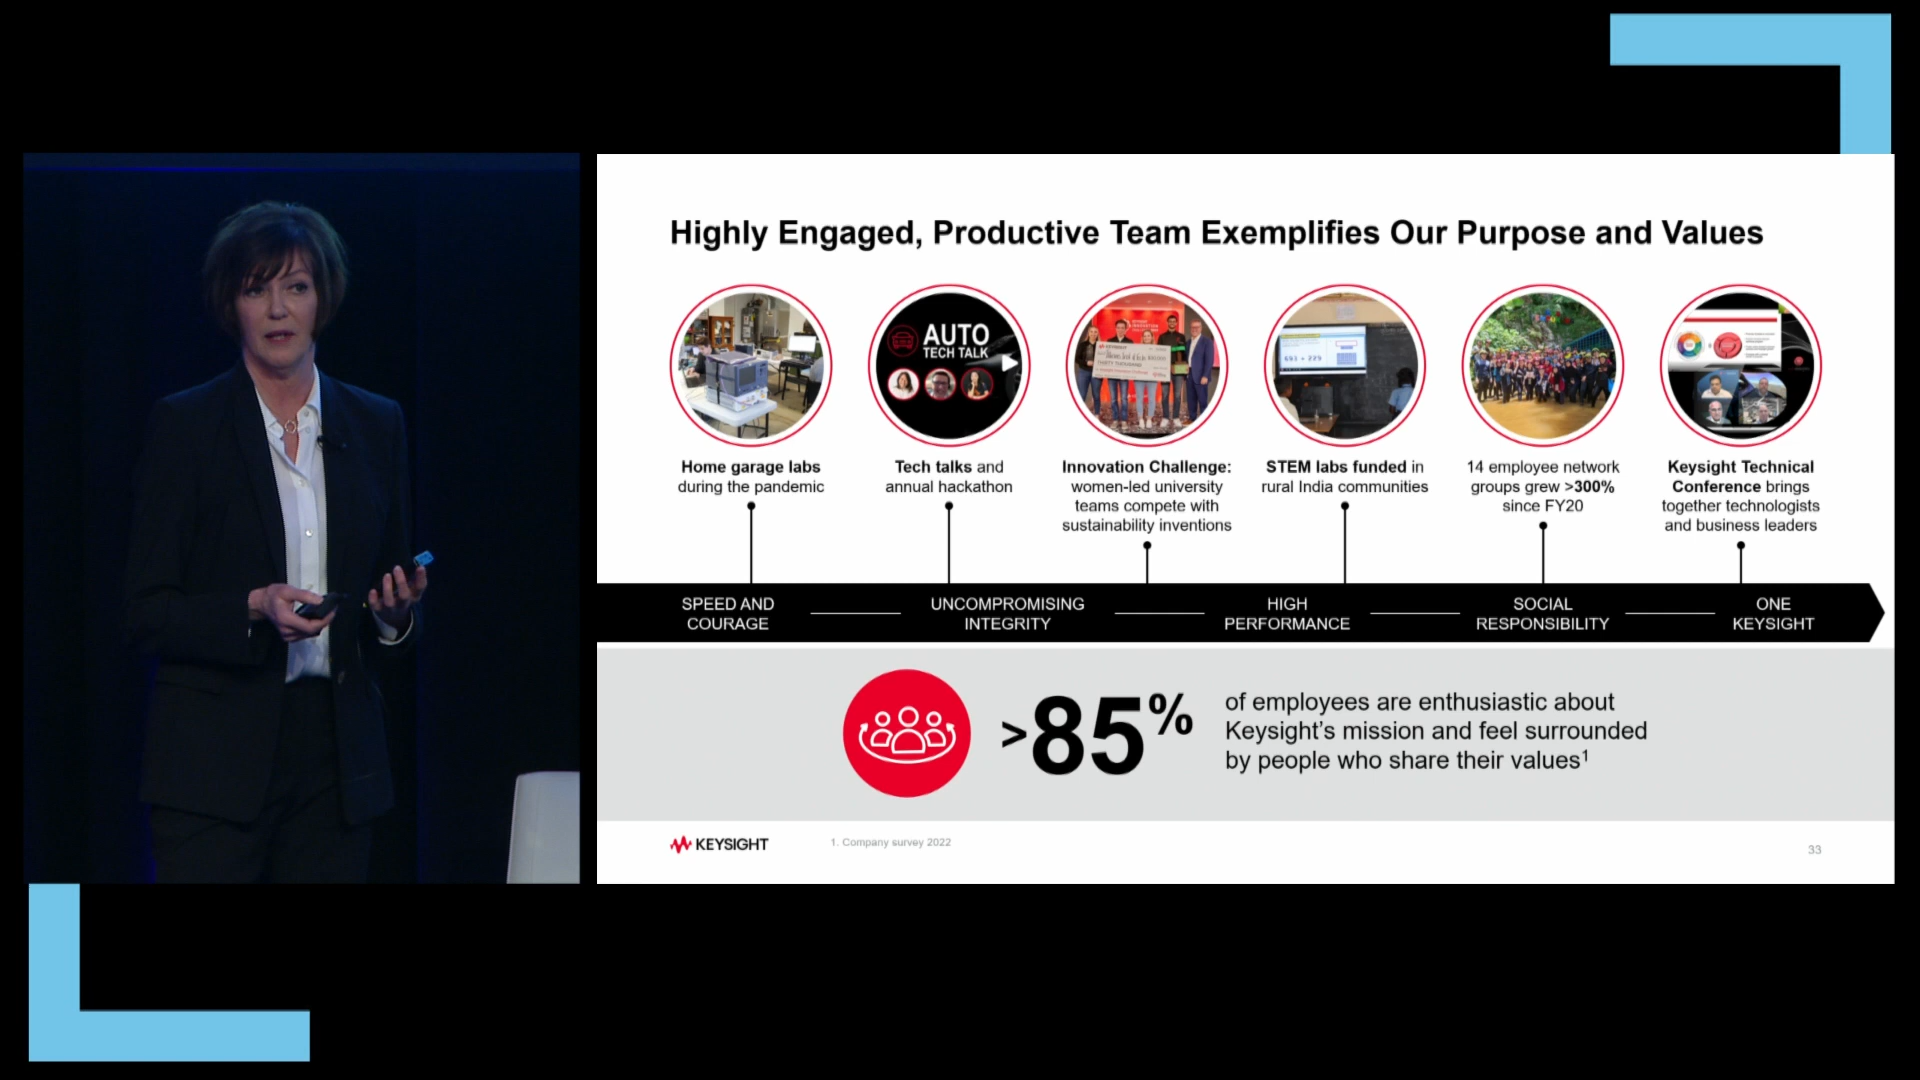 Highly Engaged, Productive Team Exemplifies Our Purpose and Values
AUTO
TECH TALK
KEYSIGHT
Home garage labs
during the pandemic
Tech talks and
annual hackathon
Innovation Challenge:
women-led university
teams compete with
sustainability inventions
STEM labs funded in
rural India communities
14 employee network
groups grew >300%
since FY20
Keysight Technical
Conference brings
together technologists
and business leaders
SPEED AND
COURAGE
UNCOMPROMISING
INTEGRITY
HIGH
PERFORMANCE
SOCIAL
RESPONSIBILITY
ONE
KEYSIGHT
>85%
of employees are enthusiastic about
Keysight's mission and feel surrounded
by people who share their values¹
KEYSIGHT
1. Company survey 2022
33